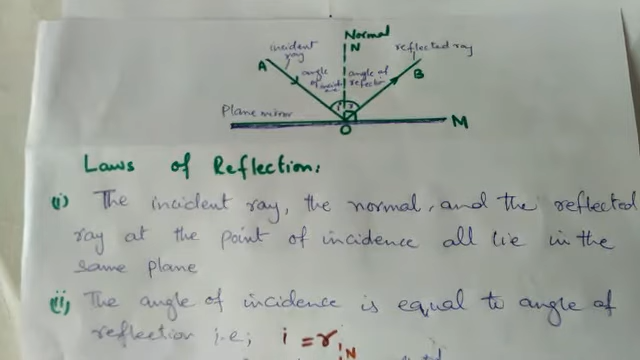 Normal
incident
ray
N
reflected ray
A
angle
of
angle of
B
Plane mirror
O
M
Laws of Reflection:
(i) The incident ray, the normal, and the reflected
ray at the point of incidence all lie in the
same plane
(ii) The angle of incidence is equal to angle of
reflection i.e; i = r
N